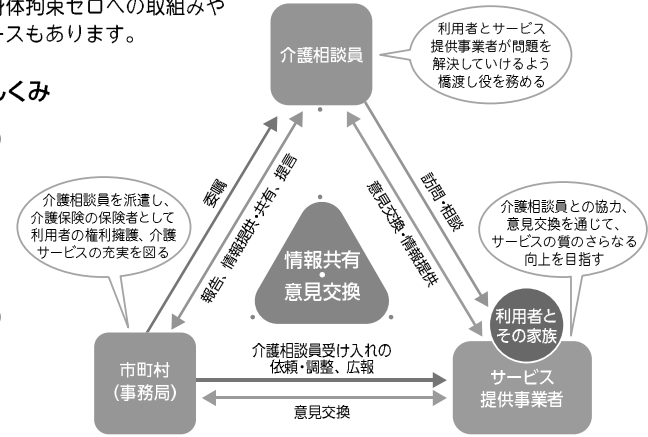 体拘束ゼロへの取組みや
ースもあります。
くみ
介護相談員
利用者とサービス
提供事業者が問題を
解決していけるよう
橋渡し役を務める
介護相談員を派遣し、
介護保険の保険者として
利用者の権利擁護、介護
サービスの充実を図る
委嘱
報告、情報提供・共有、提言
訪問・相談
意見交換・情報提供
介護相談員との協力、
意見交換を通じて、
サービスの質のさらなる
向上を目指す
情報共有
・
意見交換
利用者と
その家族
市町村
(事務局)
介護相談員受け入れの
依頼・調整、広報
意見交換
サービス
提供事業者